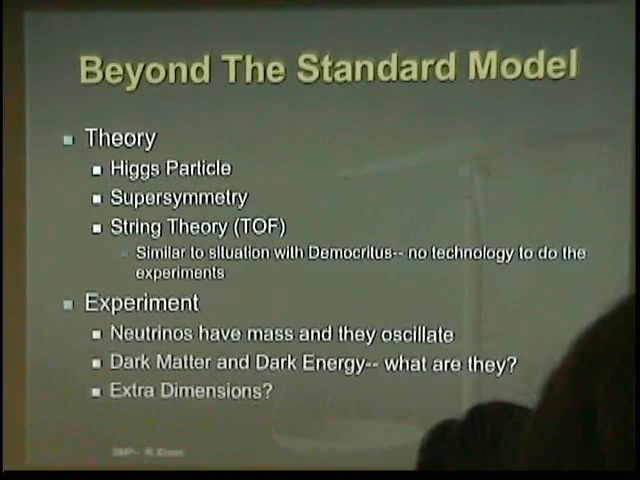 Beyond The Standard Model
Theory
Higgs Particle
Supersymmetry
String Theory (TOF)
Similar to situation with Democritus-- no technology to do the
experiments
Experiment
Neutrinos have mass and they oscillate
Dark Matter and Dark Energy-- what are they?
Extra Dimensions?